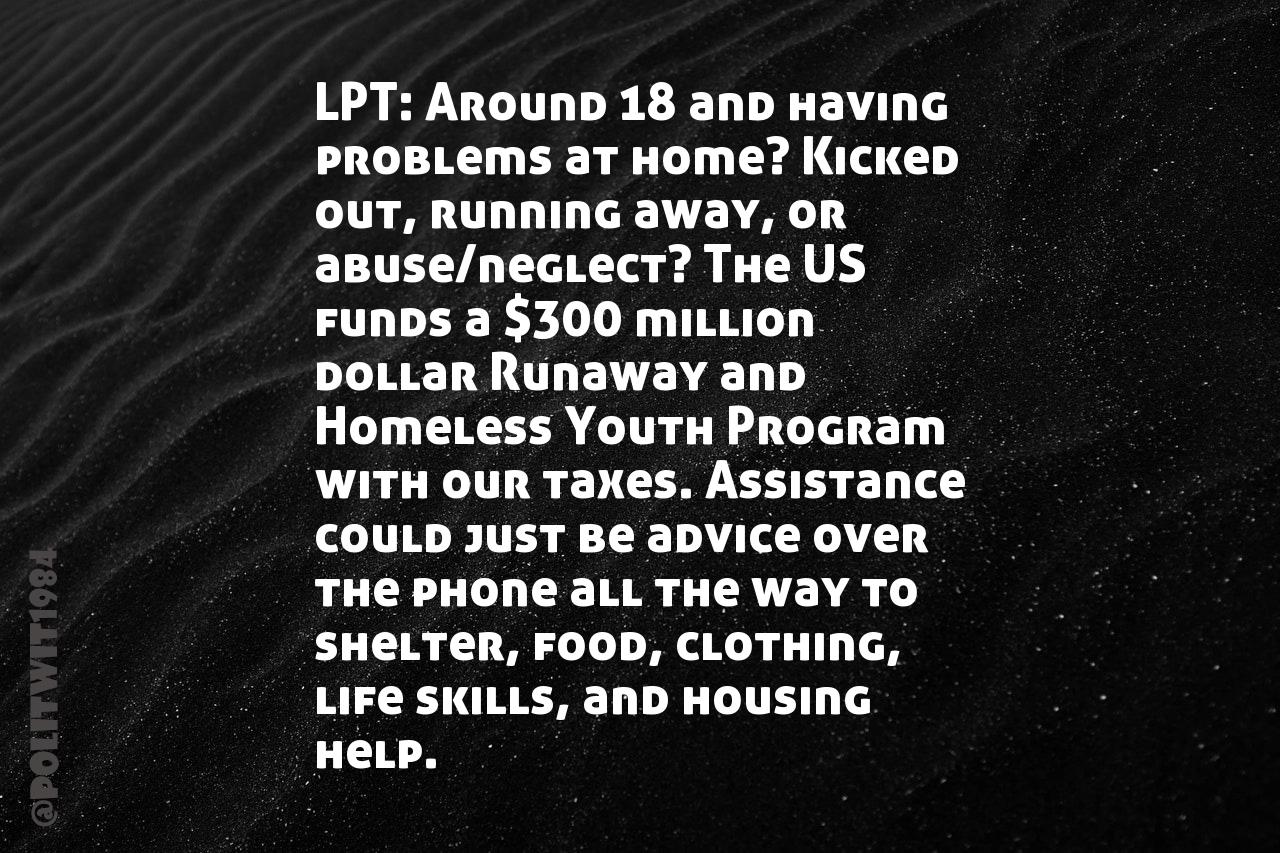 LPT: Around 18 and having
problems at home? Kicked
out, running away, or
abuse/neglect? The US
funds a $300 million
dollar Runaway and
Homeless Youth Program
with our taxes. Assistance
could just be advice over
the phone all the way to
shelter, food, clothing,
life skills, and housing
help.
@politwit1984